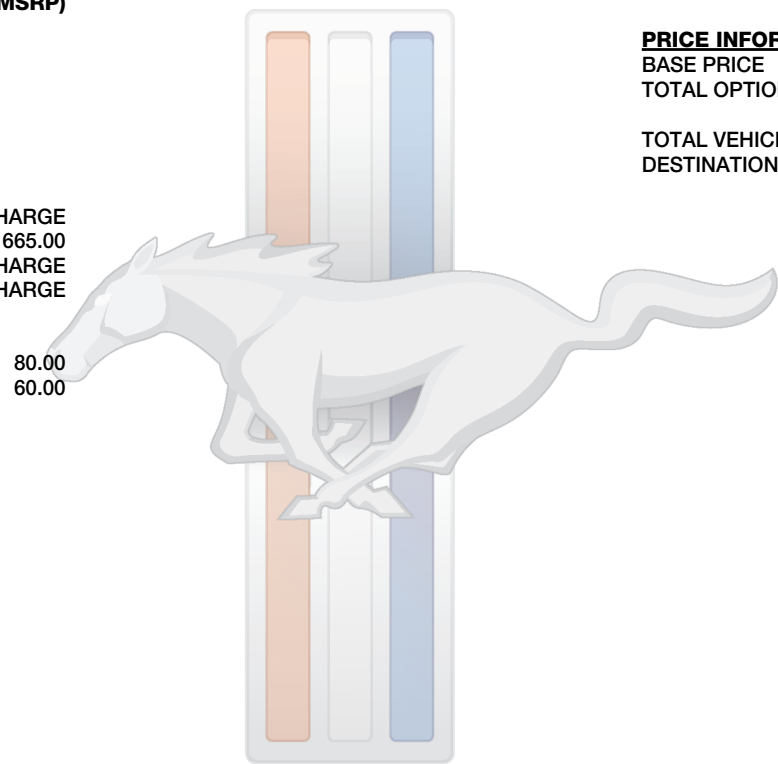 MSRP)
HARGE
665.00
HARGE
HARGE
80.00
60.00
PRICE INFOR
BASE PRICE
TOTAL OPTIO
TOTAL VEHICL
DESTINATION